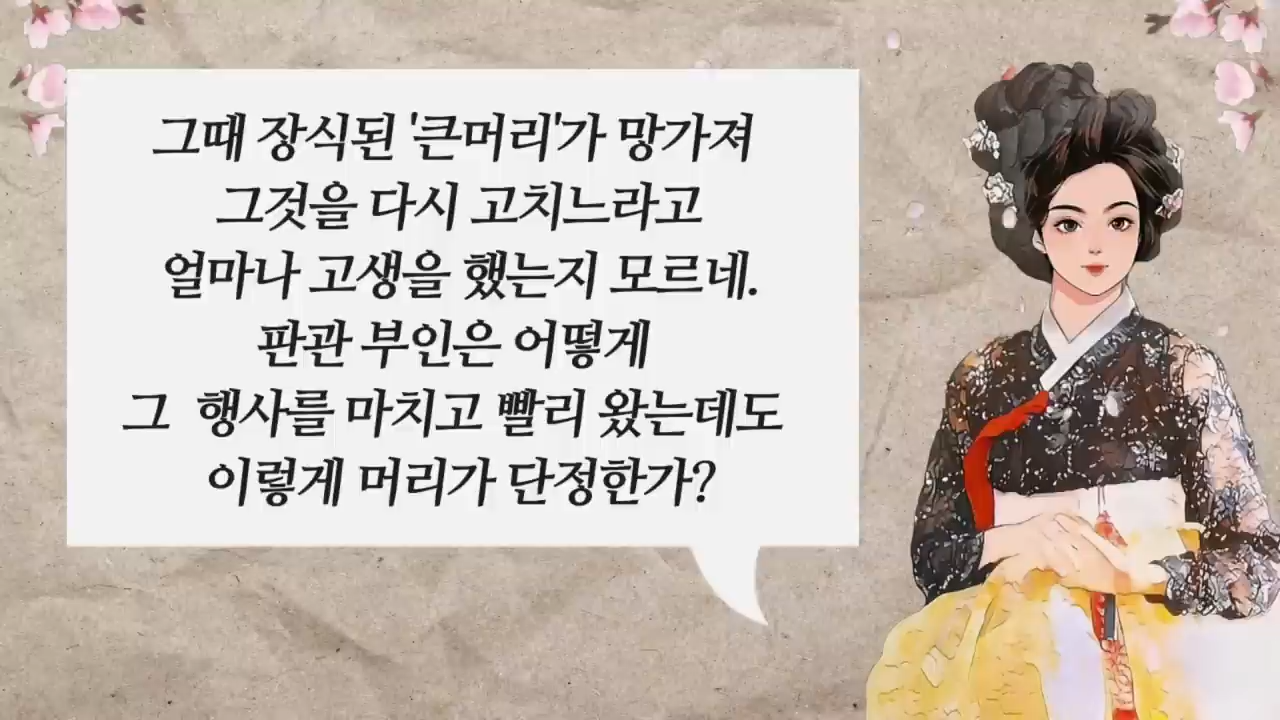 그때 장식된 '큰머리'가 망가져
그것을 다시 고치느라고
얼마나 고생을 했는지 모르네.
판관 부인은 어떻게
그 행사를 마치고 빨리 왔는데도
이렇게 머리가 단정한가?